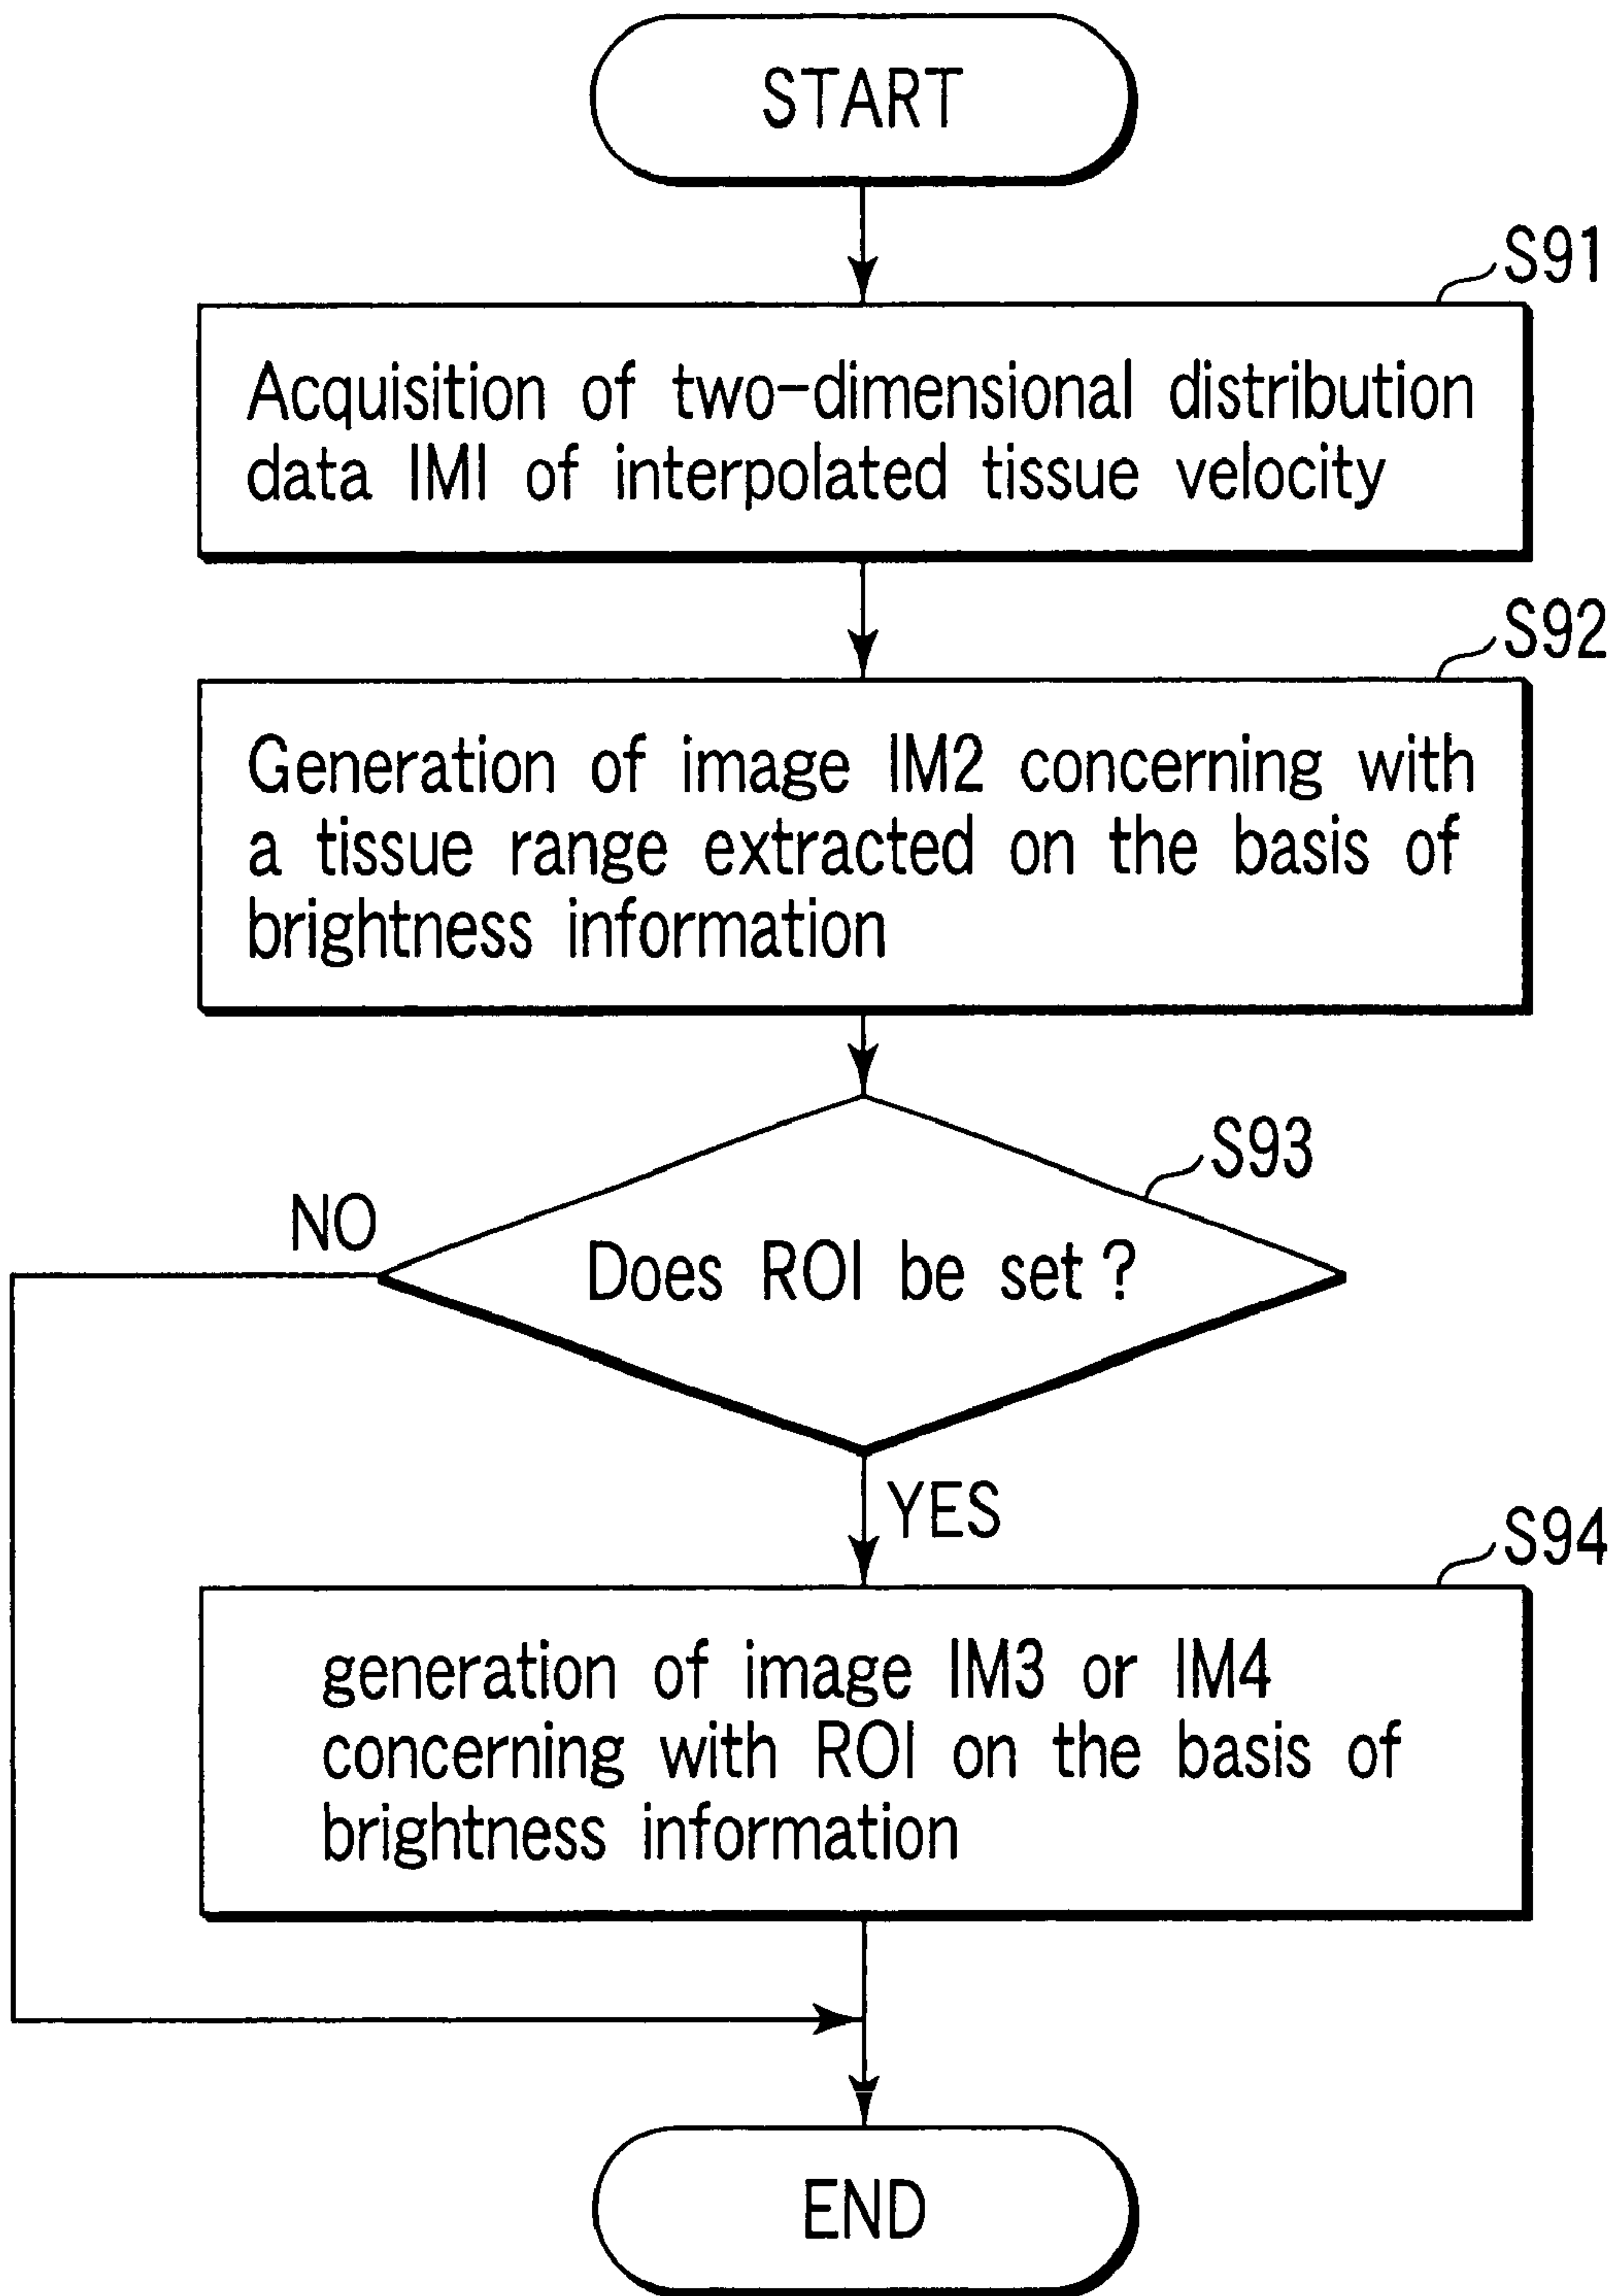 START
S91
Acquisition of two-dimensional distribution
data IMI of interpolated tissue velocity
S92
Generation of image IM2 concerning with
a tissue range extracted on the basis of
brightness information
S93
NO
Does ROI be set?
YES
S94
generation of image IM3 or IM4
concerning with ROI on the basis of
brightness information
END